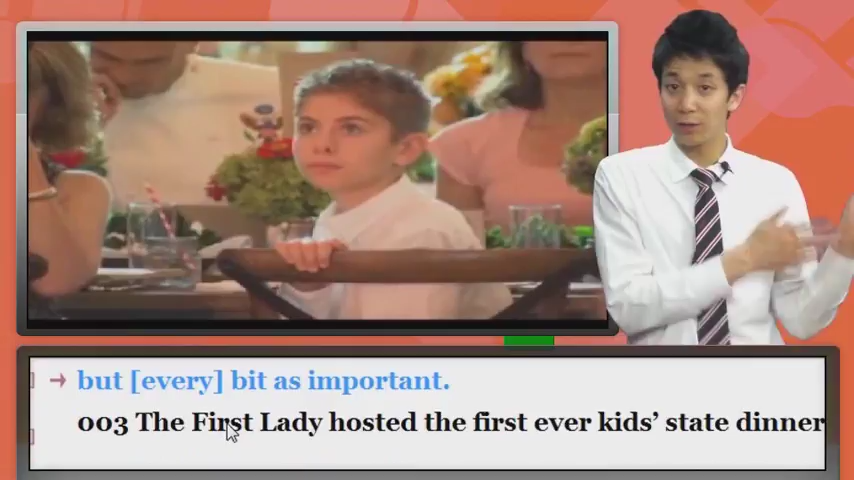 → but [every] bit as important.
003 The First Lady hosted the first ever kids’ state dinner